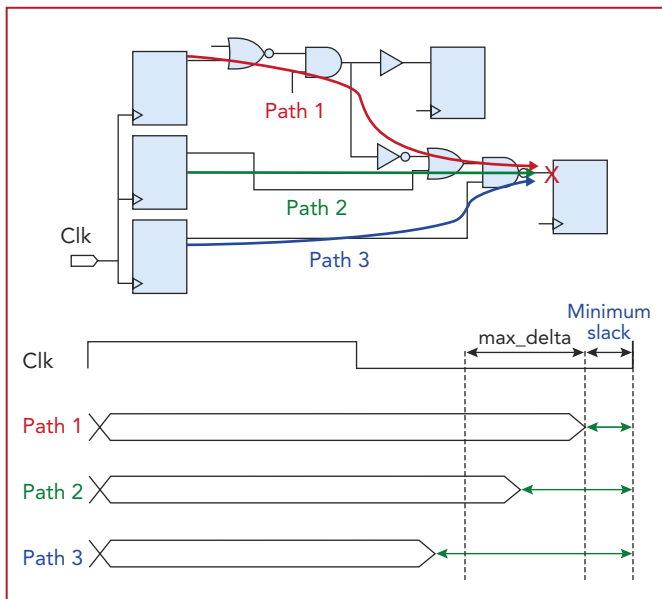 Path 1
Path 2
Clk
Path 3
Minimum
slack
max_delta
Clk
Path 1
Path 2
Path 3